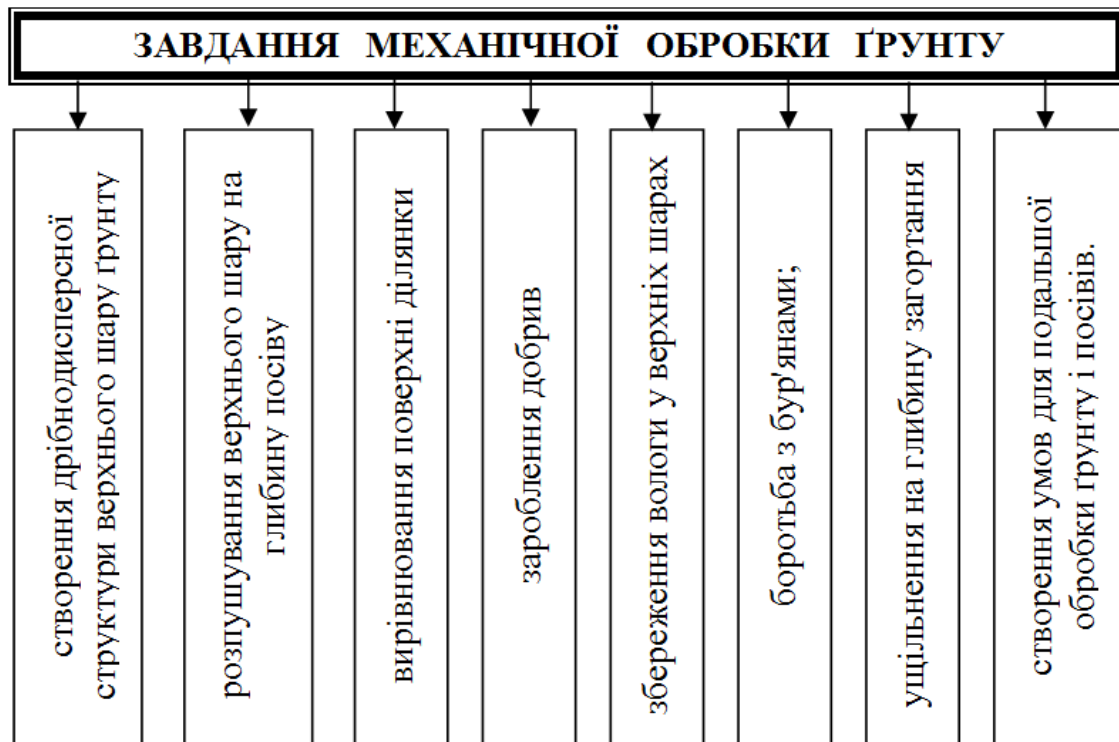 ЗАВДАННЯ МЕХАНІЧНОЇ ОБРОБКИ ҐРУНТУ
створення дрібнодисперсної
структури верхнього шару ґрунту
розпушування верхнього шару на
глибину посіву
вирівнювання поверхні ділянки
зароблення добрив
збереження вологи у верхніх шарах
боротьба з бур'янами;
ущільнення на глибину загортання
створення умов для подальшої
обробки ґрунту і посівів.